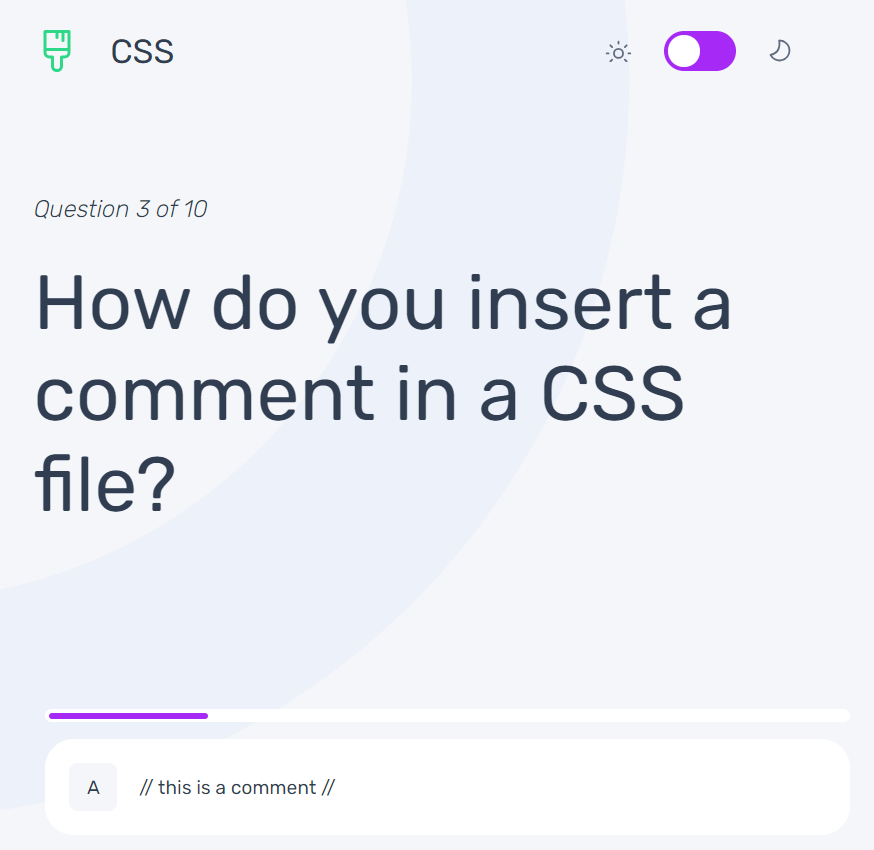 CSS
Question 3 of 10
How do you insert a
comment in a CSS
file?
A // this is a comment //